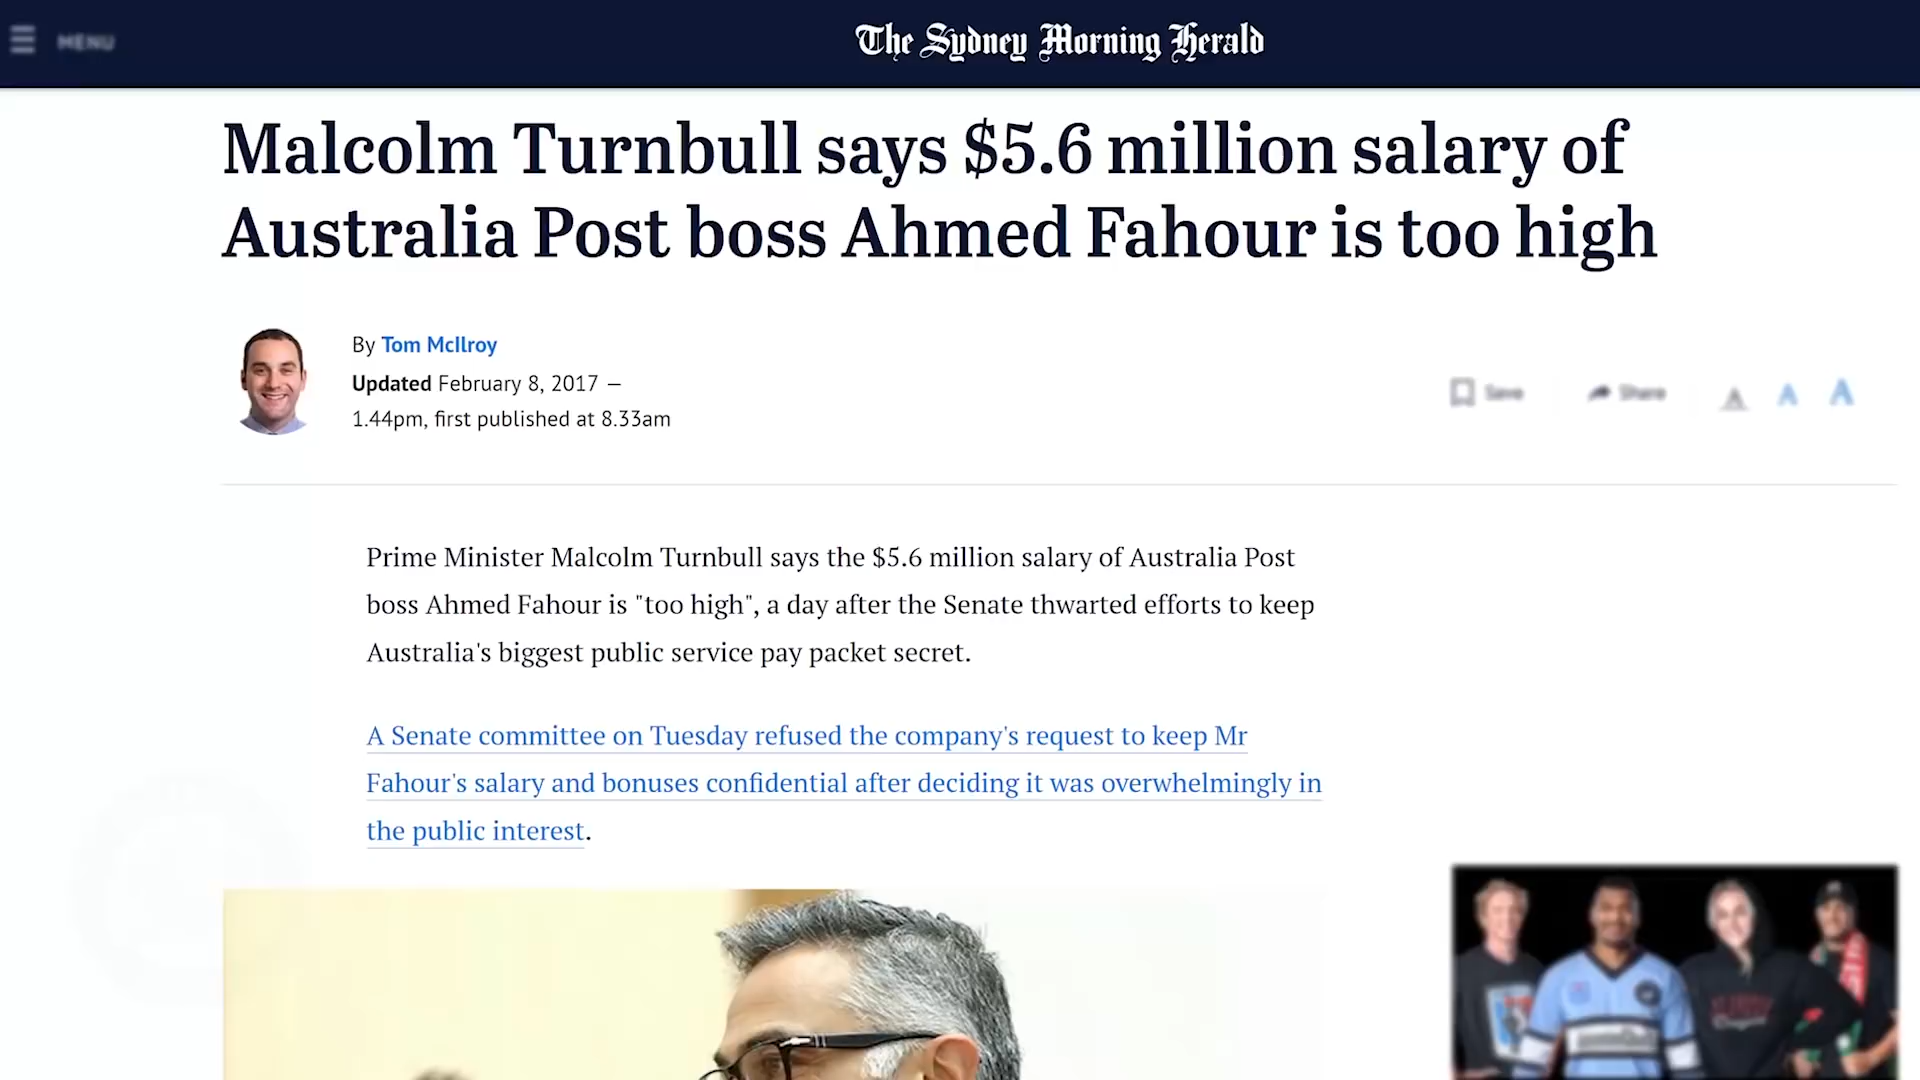 MENU
The Sydney Morning Herald
Malcolm Turnbull says $5.6 million salary of
Australia Post boss Ahmed Fahour is too high
By Tom McIlroy
Updated February 8, 2017 —
1.44pm, first published at 8.33am
Save
Share
A A A
Prime Minister Malcolm Turnbull says the $5.6 million salary of Australia Post
boss Ahmed Fahour is "too high", a day after the Senate thwarted efforts to keep
Australia's biggest public service pay packet secret.
A Senate committee on Tuesday refused the company's request to keep Mr
Fahour's salary and bonuses confidential after deciding it was overwhelmingly in
the public interest.